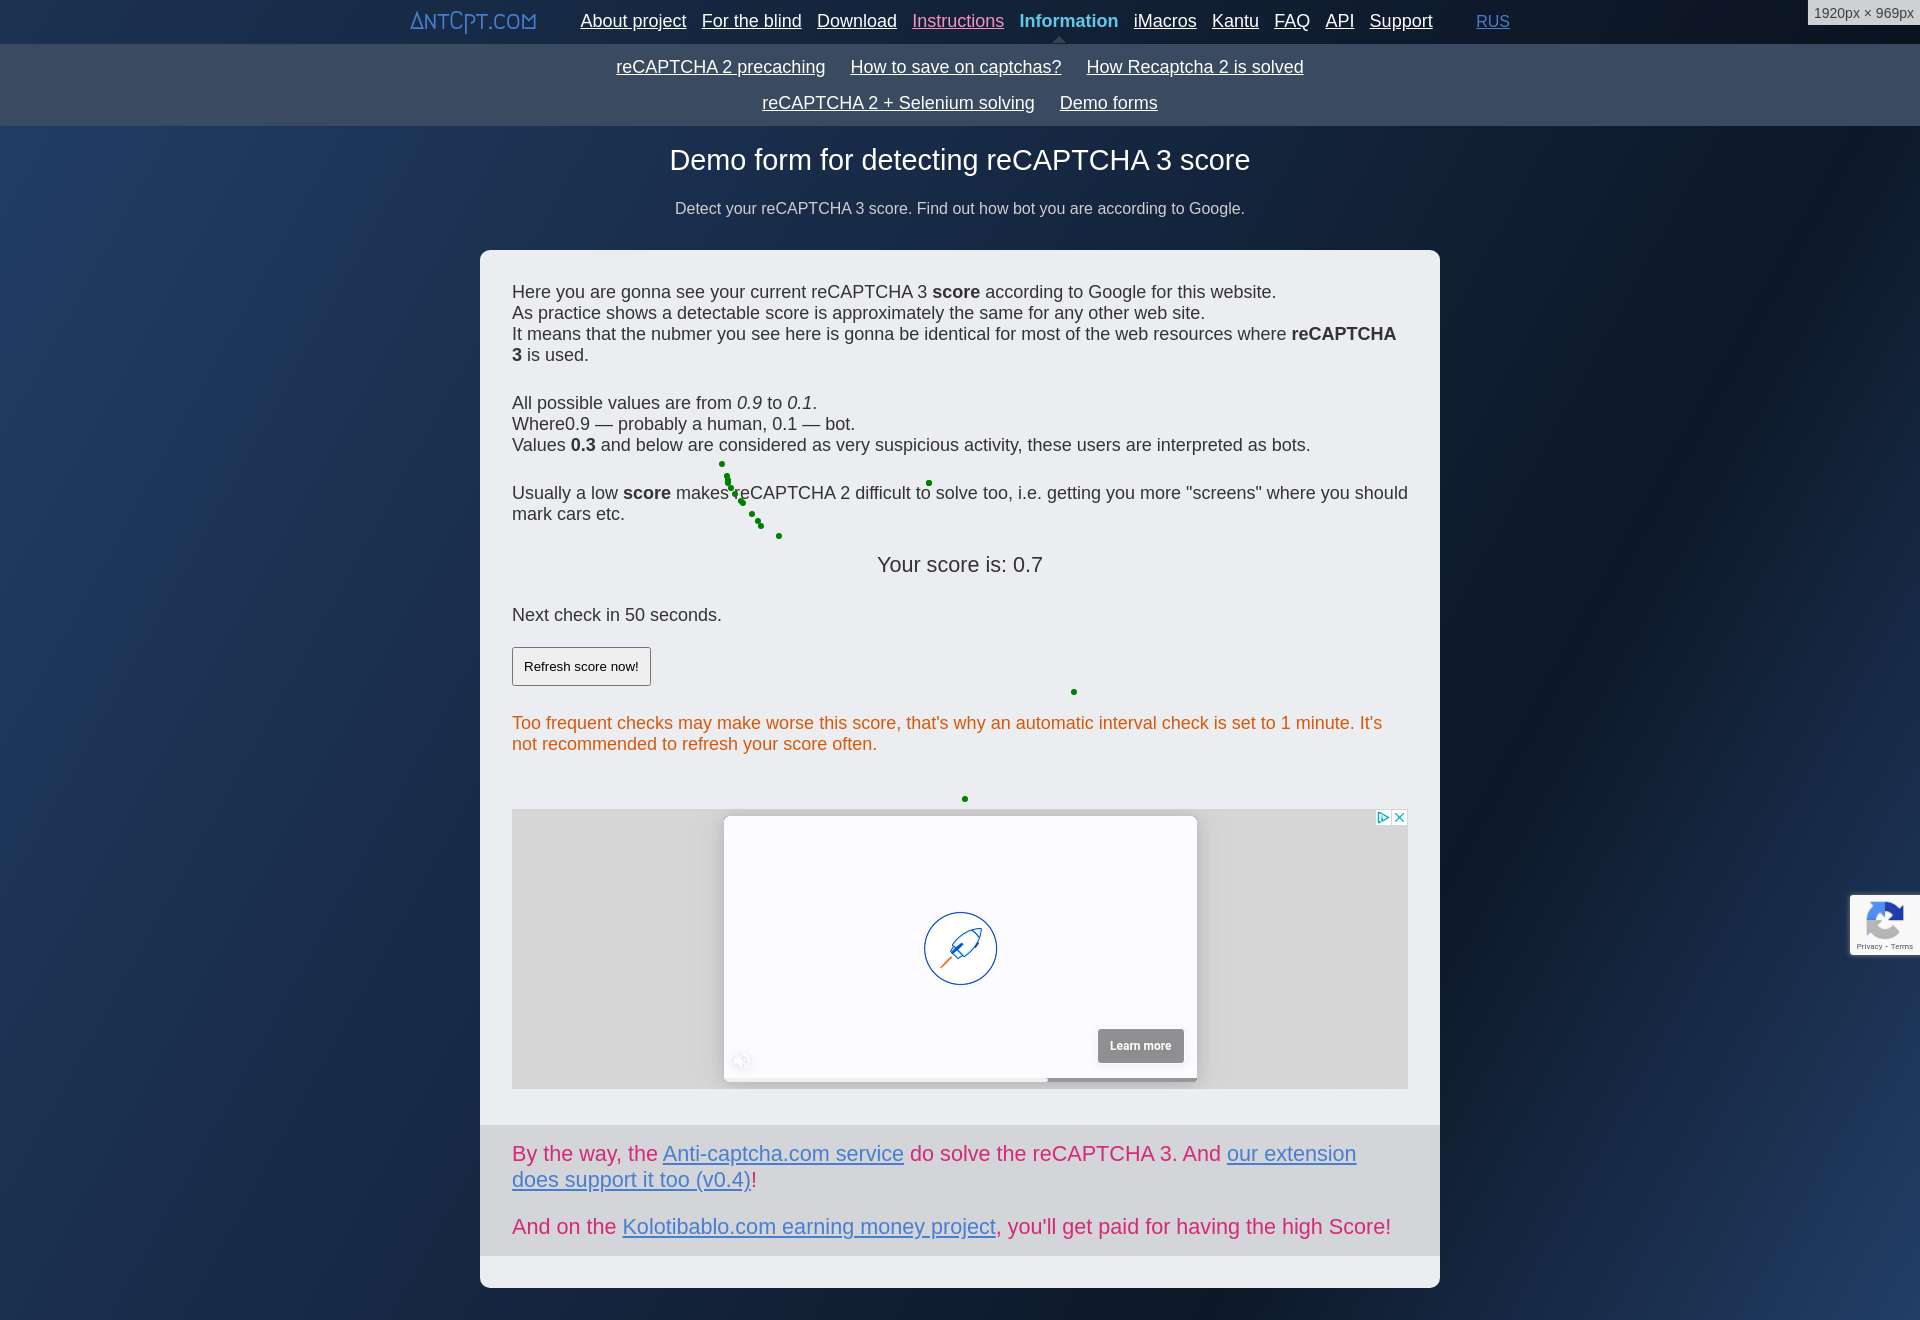 AntCpt.com About project For the blind Download Instructions Information iMacros Kantu FAQ API Support RUS 1920px × 969px
reCAPTCHA 2 precaching How to save on captchas? How Recaptcha 2 is solved
reCAPTCHA 2 + Selenium solving Demo forms
Demo form for detecting reCAPTCHA 3 score
Detect your reCAPTCHA 3 score. Find out how bot you are according to Google.
Here you are gonna see your current reCAPTCHA 3 score according to Google for this website.
As practice shows a detectable score is approximately the same for any other web site.
It means that the nubmer you see here is gonna be identical for most of the web resources where reCAPTCHA
3 is used.
All possible values are from 0.9 to 0.1.
Where0.9 — probably a human, 0.1 — bot.
Values 0.3 and below are considered as very suspicious activity, these users are interpreted as bots.
Usually a low score makes reCAPTCHA 2 difficult to solve too, i.e. getting you more "screens" where you should
mark cars etc.
Your score is: 0.7
Next check in 50 seconds.
Refresh score now!
Too frequent checks may make worse this score, that's why an automatic interval check is set to 1 minute. It's
not recommended to refresh your score often.
Privacy - Terms
Learn more
By the way, the Anti-captcha.com service do solve the reCAPTCHA 3. And our extension
does support it too (v0.4)!
And on the Kolotibablo.com earning money project, you'll get paid for having the high Score!